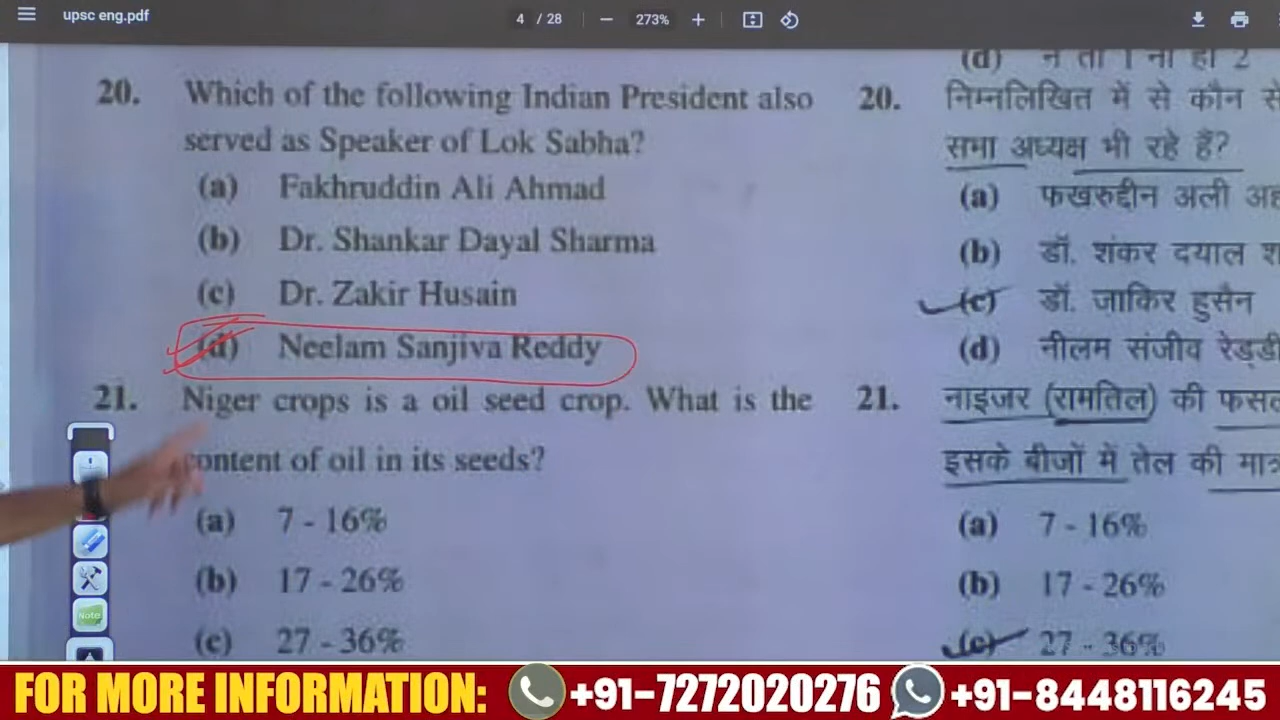 upsc eng.pdf
4 / 28
273%
20. Which of the following Indian President also
served as Speaker of Lok Sabha?
(a) Fakhruddin Ali Ahmad
(b) Dr. Shankar Dayal Sharma
(c) Dr. Zakir Husain
(d) Neelam Sanjiva Reddy
21. Niger crops is a oil seed crop. What is the
content of oil in its seeds?
(a) 7 - 16%
(b) 17 - 26%
(c) 27 - 36%
(d) न तो 1 ना ही 2
20. निम्नलिखित में से कौन से
सभा अध्यक्ष भी रहे हैं?
(a) फखरुद्दीन अली
(b) डॉ. शंकर दयाल
(c) डॉ. जाकिर हुसैन
(d) नीलम संजीव रेड्डी
21. नाइजर (रामतिल) की फसल
इसके बीजों में तेल की
(a) 7 - 16%
(b) 17 - 26%
(c) 27 - 36%
Note
FOR MORE INFORMATION: +91-7272020276 +91-8448116245